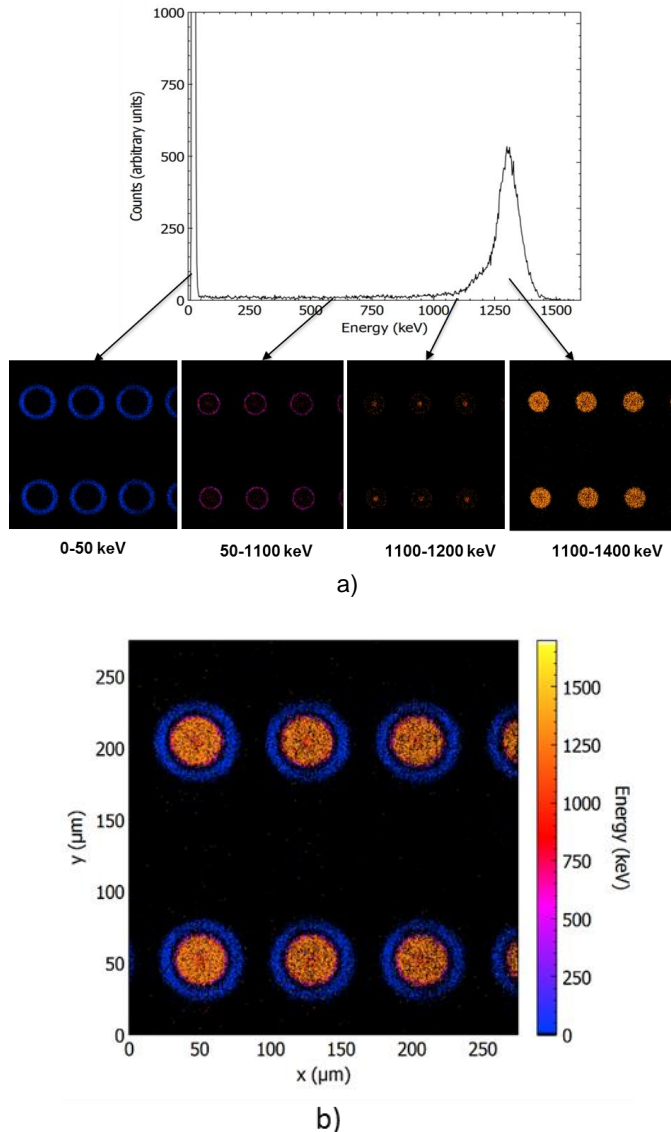 1000
750
500
250
0
Counts (arbitrary units)
0 250 500 750 1000 1250 1500
Energy (keV)
0-50 keV 50-1100 keV 1100-1200 keV 1100-1400 keV
a)
250
200
150
100
50
0
y (µm)
0 50 100 150 200 250
x (µm)
1500
1250
1000
750
500
250
0
Energy (keV)
b)